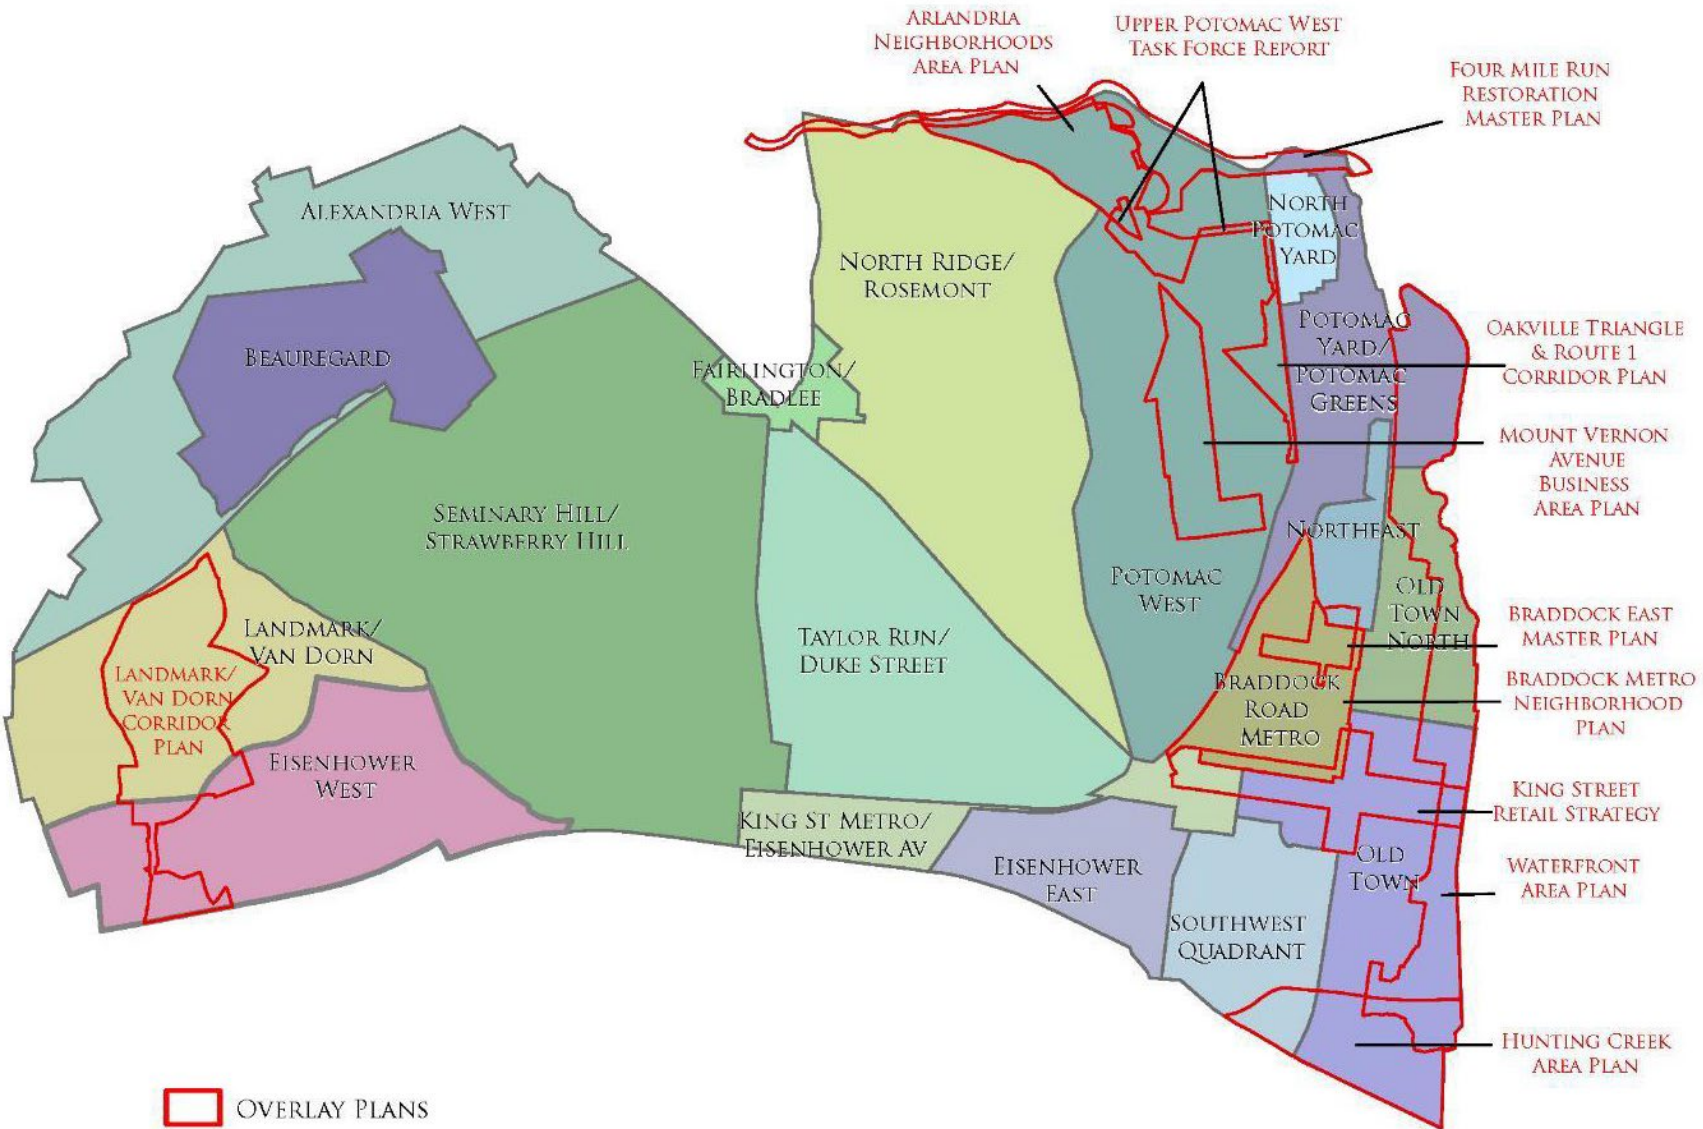 ARLANDRIA
NEIGHBORHOODS
AREA PLAN
UPPER POTOMAC WEST
TASK FORCE REPORT
FOUR MILE RUN
RESTORATION
MASTER PLAN
ALEXANDRIA WEST
NORTH
POTOMAC
YARD
NORTH RIDGE/
ROSEMONT
BEAUREGARD
FAIRLINGTON/
BRADLEE
POTOMAC
YARD/
POTOMAC
GREENS
OAKVILLE TRIANGLE
& ROUTE 1
CORRIDOR PLAN
MOUNT VERNON
AVENUE
BUSINESS
AREA PLAN
SEMINARY HILL/
STRAWBERRY HILL
NORTHEAST
POTOMAC
WEST
OLD
TOWN
NORTH
BRADDOCK EAST
MASTER PLAN
LANDMARK/
VAN DORN
TAYLOR RUN/
DUKE STREET
LANDMARK/
VAN DORN
CORRIDOR
PLAN
BRADDOCK
ROAD
METRO
BRADDOCK METRO
NEIGHBORHOOD
PLAN
EISENHOWER
WEST
KING STREET
RETAIL STRATEGY
KING ST METRO/
EISENHOWER AV
EISENHOWER
EAST
OLD
TOWN
WATERFRONT
AREA PLAN
SOUTHWEST
QUADRANT
HUNTING CREEK
AREA PLAN
OVERLAY PLANS